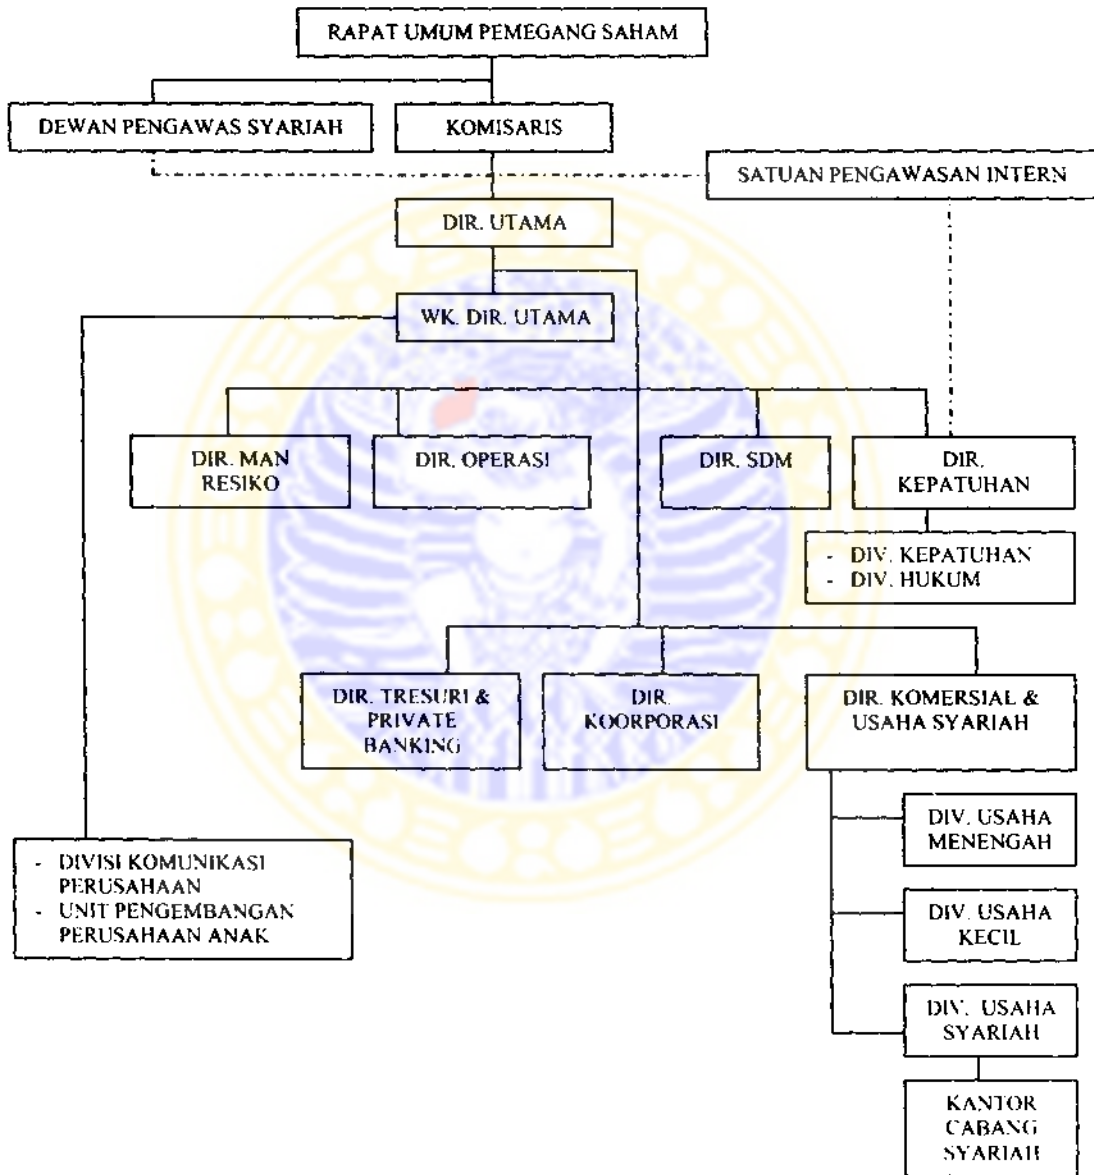 RAPAT UMUM PEMEGANG SAHAM
DEWAN PENGAWAS SYARIAH
KOMISARIS
SATUAN PENGAWASAN INTERN
DIR. UTAMA
WK. DIR. UTAMA
DIR. MAN
RESIKO
DIR. OPERASI
DIR. SDM
DIR.
KEPATUHAN
- DIV. KEPATUHAN
- DIV. HUKUM
DIR. TRESURI &
PRIVATE
BANKING
DIR.
KOORPORASI
DIR. KOMERSIAL &
USAHA SYARIAH
DIV. USAHA
MENENGAH
- DIVISI KOMUNIKASI
PERUSAHAAN
- UNIT PENGEMBANGAN
PERUSAHAAN ANAK
DIV. USAHA
KECIL
DIV. USAHA
SYARIAH
KANTOR
CABANG
SYARIAH